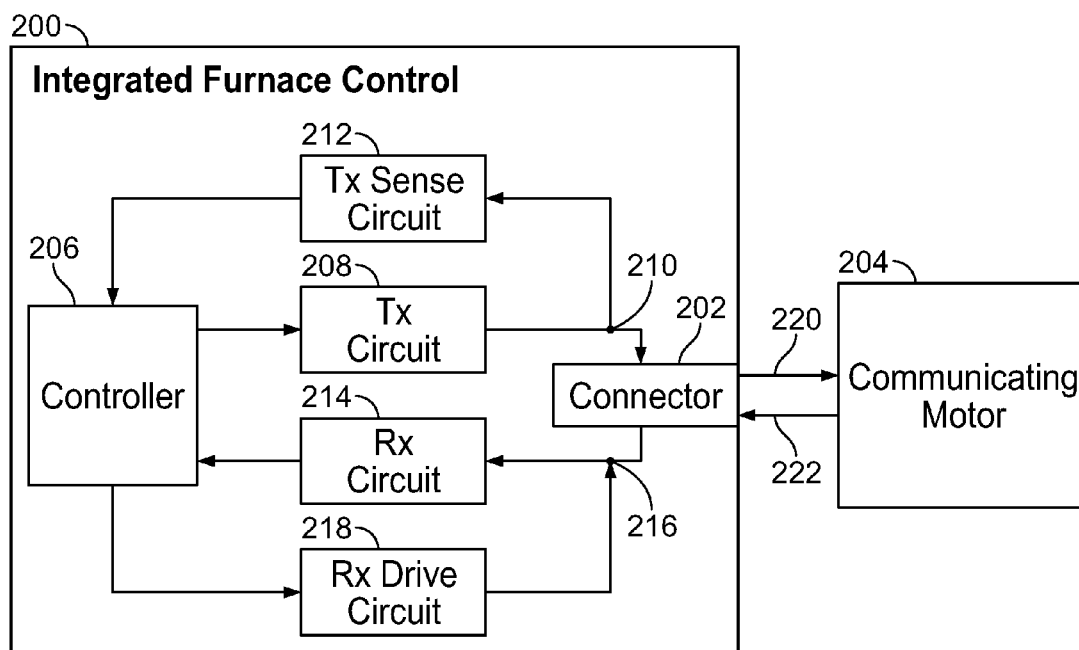 200
Integrated Furnace Control
212
Tx Sense
Circuit
206
208
210
204
Tx
Circuit
202
220
Controller
Connector
Communicating
Motor
214
Rx
Circuit
222
216
218
Rx Drive
Circuit